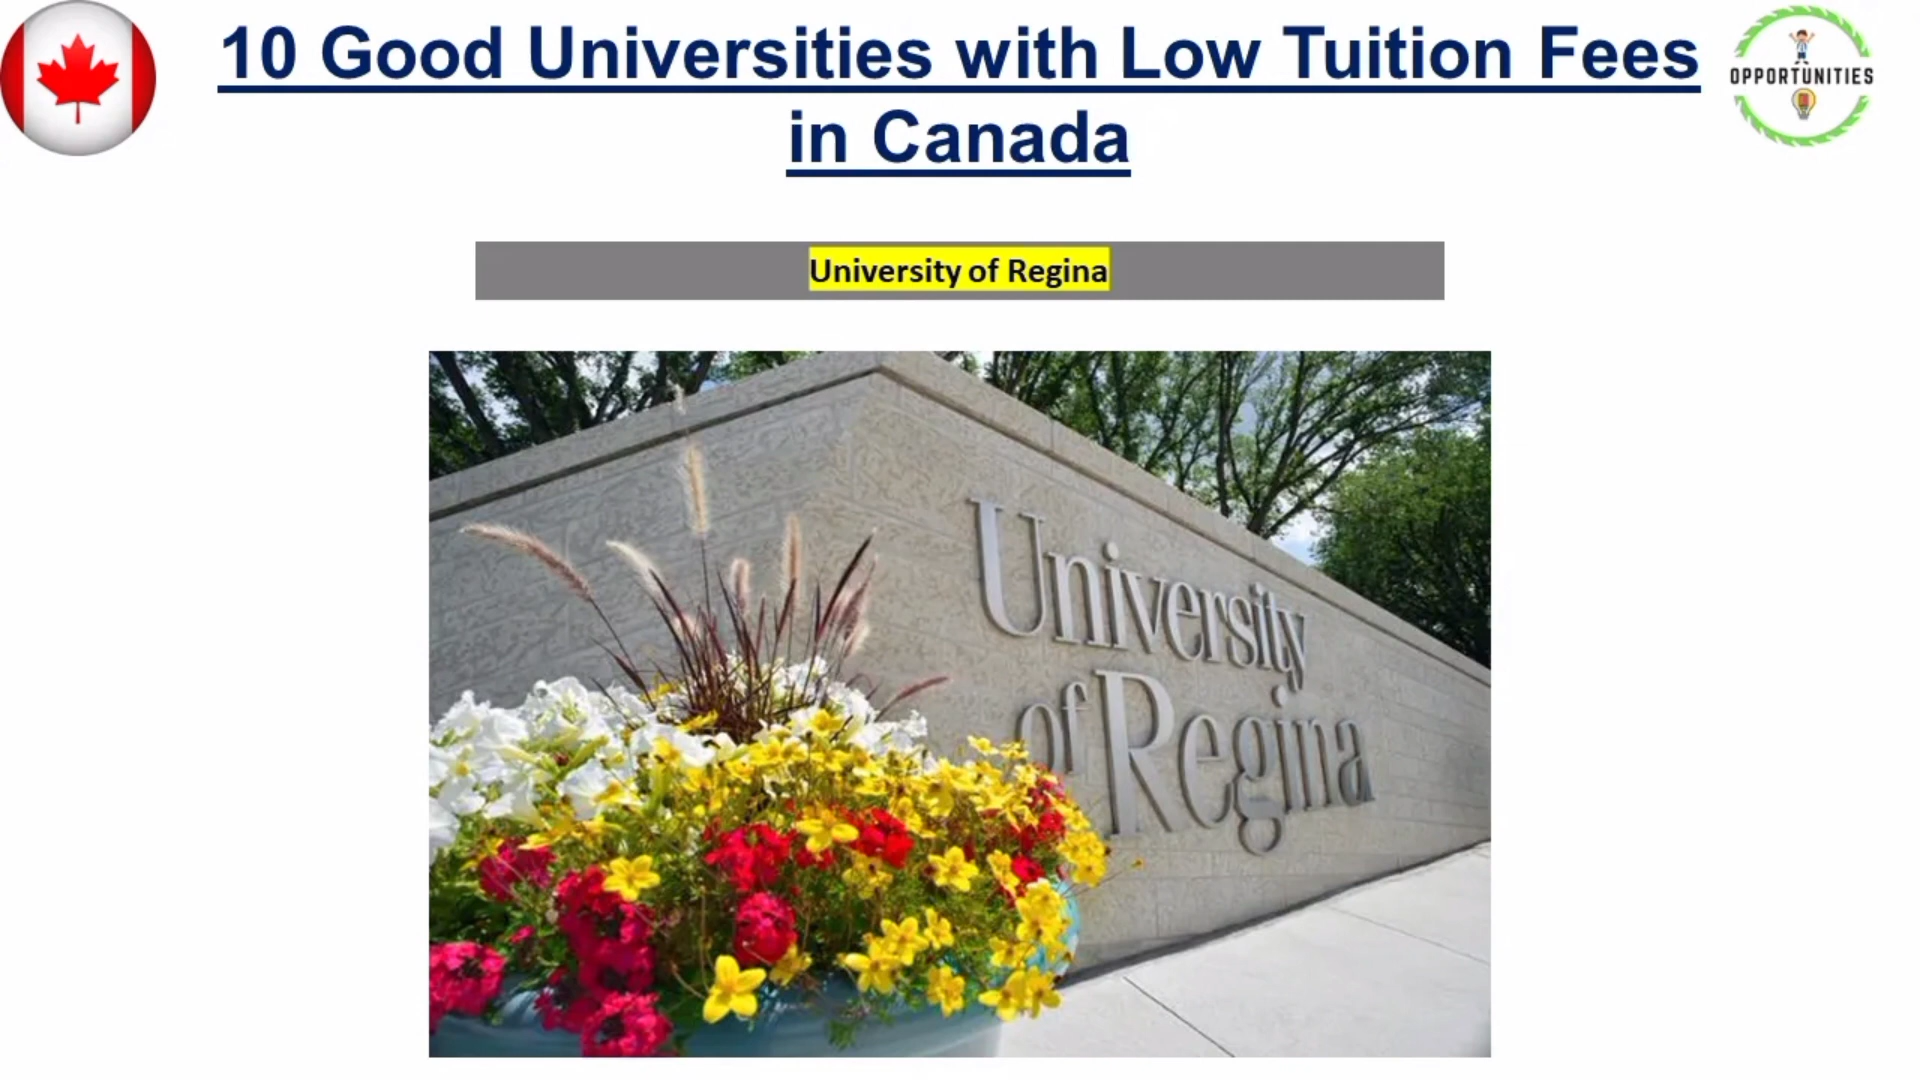 10 Good Universities with Low Tuition Fees
in Canada
OPPORTUNITIES
University of Regina
University
of Regina